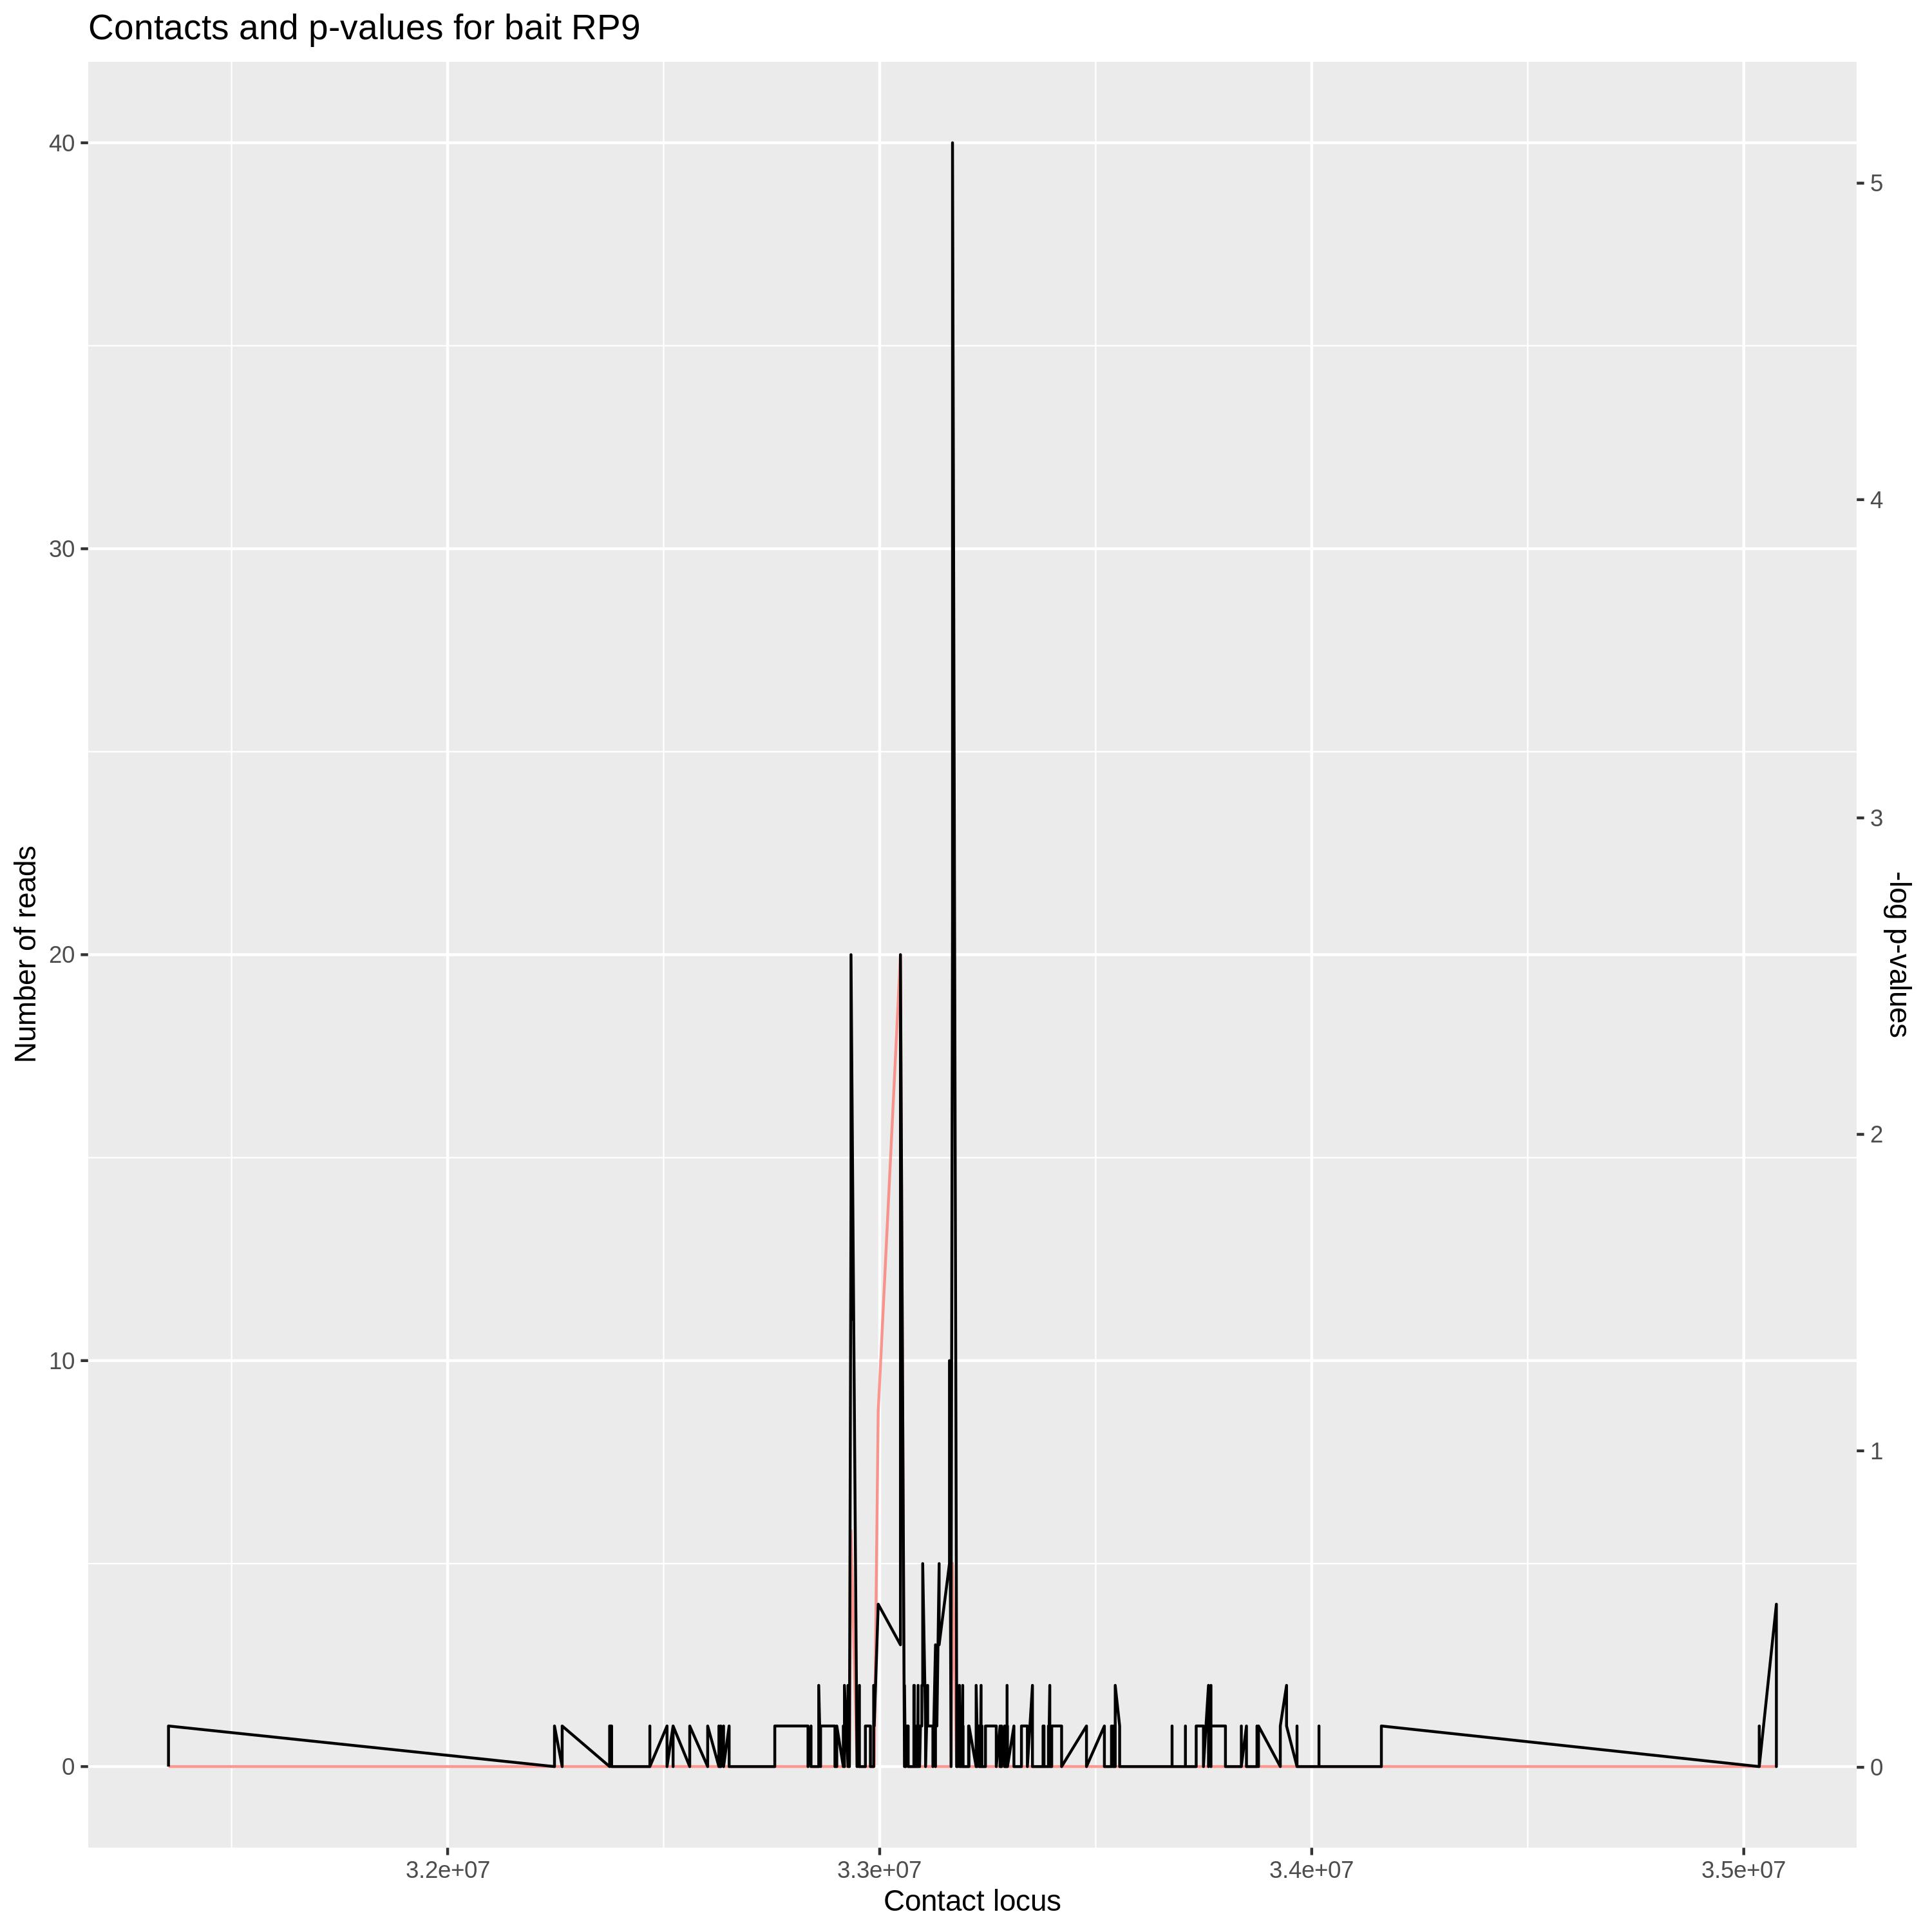 Contacts and p-values for bait RP9
40
30
20
10
0
Number of reads
5
4
3
2
1
0
-log p-values
3.2e+07
3.3e+07
3.4e+07
3.5e+07
Contact locus